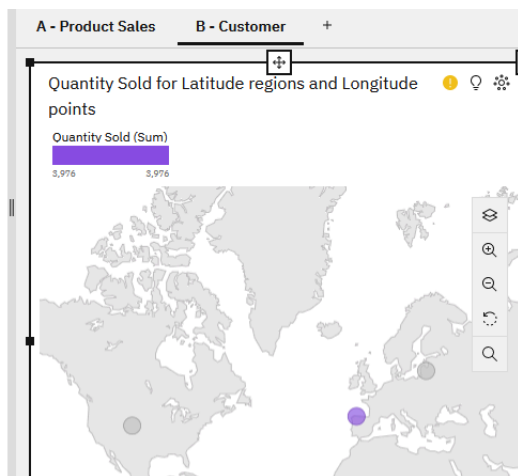 A - Product Sales B - Customer +
Quantity Sold for Latitude regions and Longitude
points
Quantity Sold (Sum)
3,976 3,976